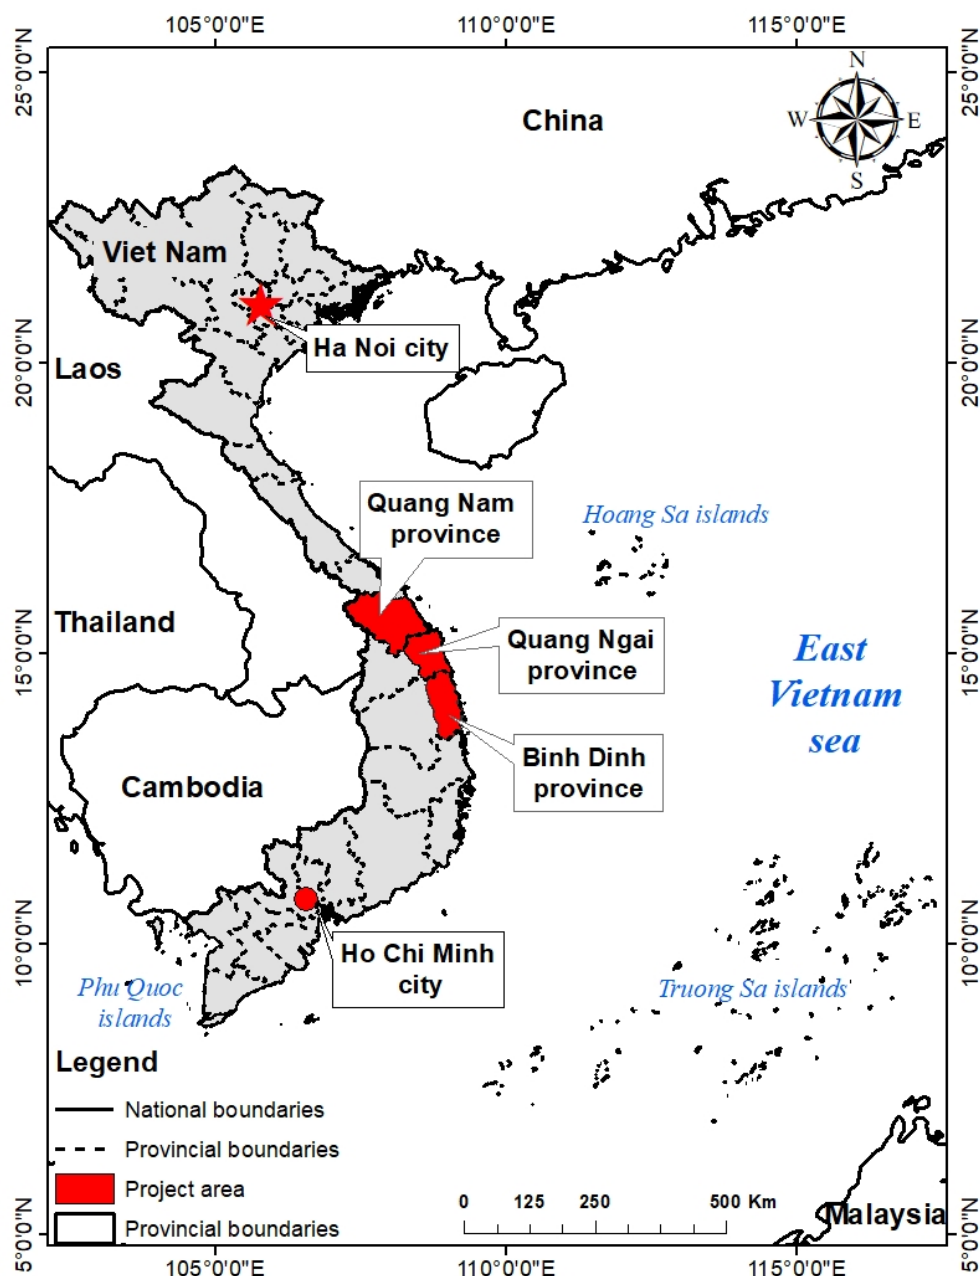 105°0'0"E 110°0'0"E 115°0'0"E
25°0'0"N
25°0'0"N
N
W
E
S
China
Viet Nam
Ha Noi city
20°0'0"N
20°0'0"N
Laos
Quang Nam
province
Hoang Sa islands
Thailand
Quang Ngai
province
15°0'0"N
15°0'0"N
East
Vietnam
sea
Binh Dinh
province
Cambodia
10°0'0"N
10°0'0"N
Ho Chi Minh
city
Phu Quoc
islands
Truong Sa islands
Legend
National boundaries
Provincial boundaries
Project area
Provincial boundaries
0 125 250 500 Km
Malaysia
5°0'0"N
5°0'0"N
105°0'0"E 110°0'0"E 115°0'0"E